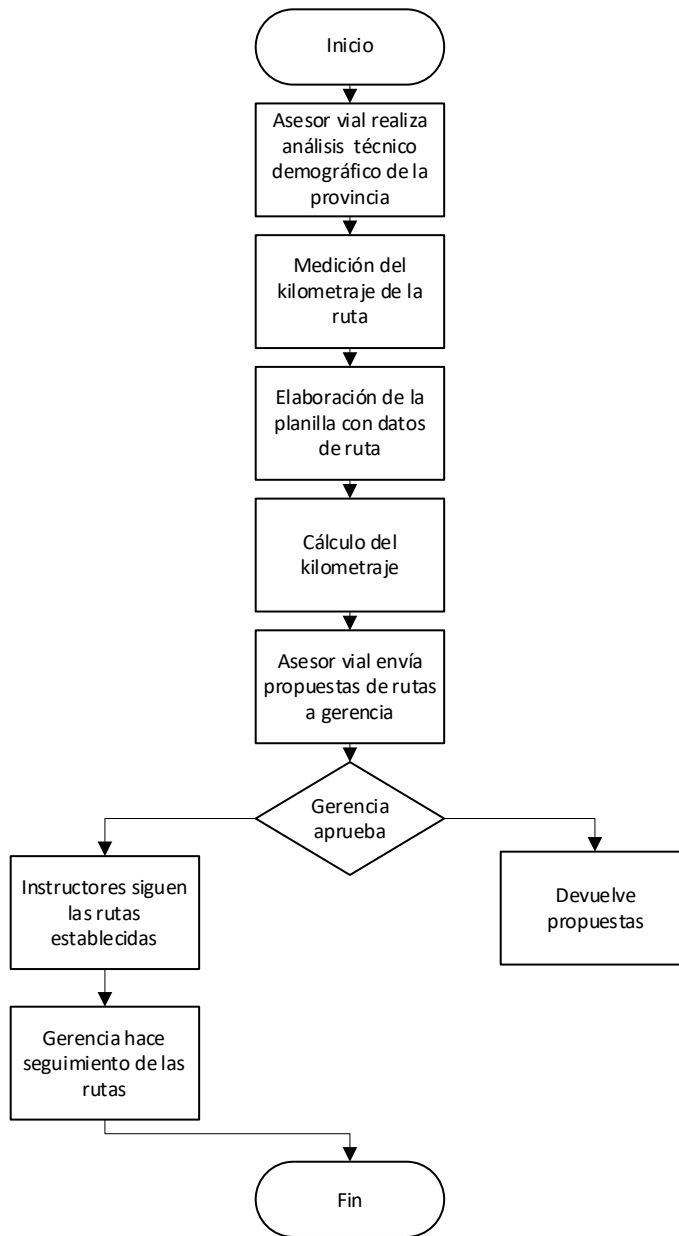 Inicio
Asesor vial realiza
análisis  técnico
demográfico de la
provincia
Medición del
kilometraje de la
ruta
Elaboración de la
planilla con datos
de ruta
Cálculo del
kilometraje
Asesor vial envía
propuestas de rutas
a gerencia
Gerencia
aprueba
Instructores siguen
las rutas
establecidas
Devuelve
propuestas
Gerencia hace
seguimiento de las
rutas
Fin